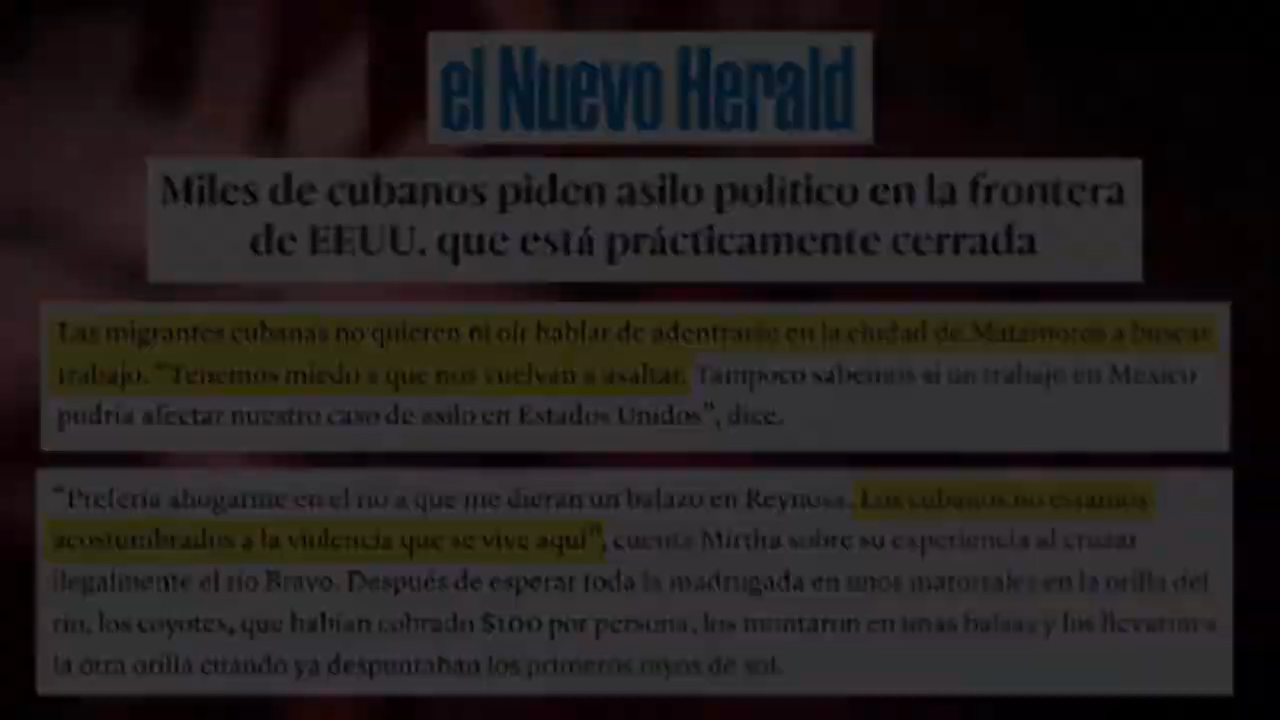 el Nuevo Herald
Miles de cubanos piden asilo político en la frontera
de EEUU, que está prácticamente cerrada
Las migrantes cubanas no quieren ni oír hablar de adentrarse en la ciudad de Matamoros a buscar
trabajo. “Tenemos miedo a que nos vuelvan a asaltar. Tampoco sabemos si un trabajo en México
podría afectar nuestro caso de asilo en Estados Unidos”, dice.
“Prefería ahogarme en el río a que me dieran un balazo en Reynosa. Los cubanos no estamos
acostumbrados a la violencia que se vive aquí”, cuenta Mirtha sobre su experiencia al cruzar
ilegalmente el río Bravo. Después de esperar toda la madrugada en unos matorrales en la orilla del
río, los coyotes, que habían cobrado $100 por persona, los montaron en unas balsas y los llevaron a
la otra orilla cuando ya despuntaban los primeros rayos de sol.